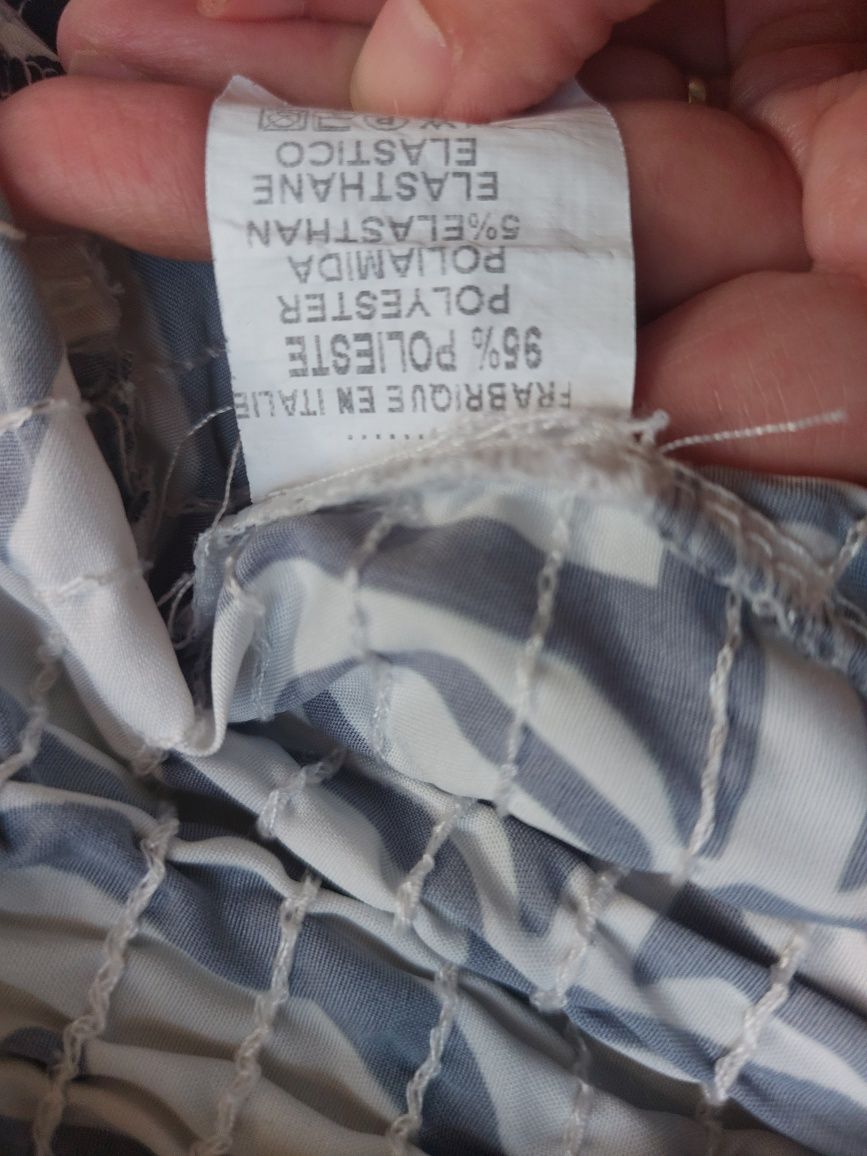 FRABRIQUE EN ITALIE
95% POLIESTE
POLYESTER
POLIAMIDA
5%ELASTHAN
ELASTHANE
ELASTICO